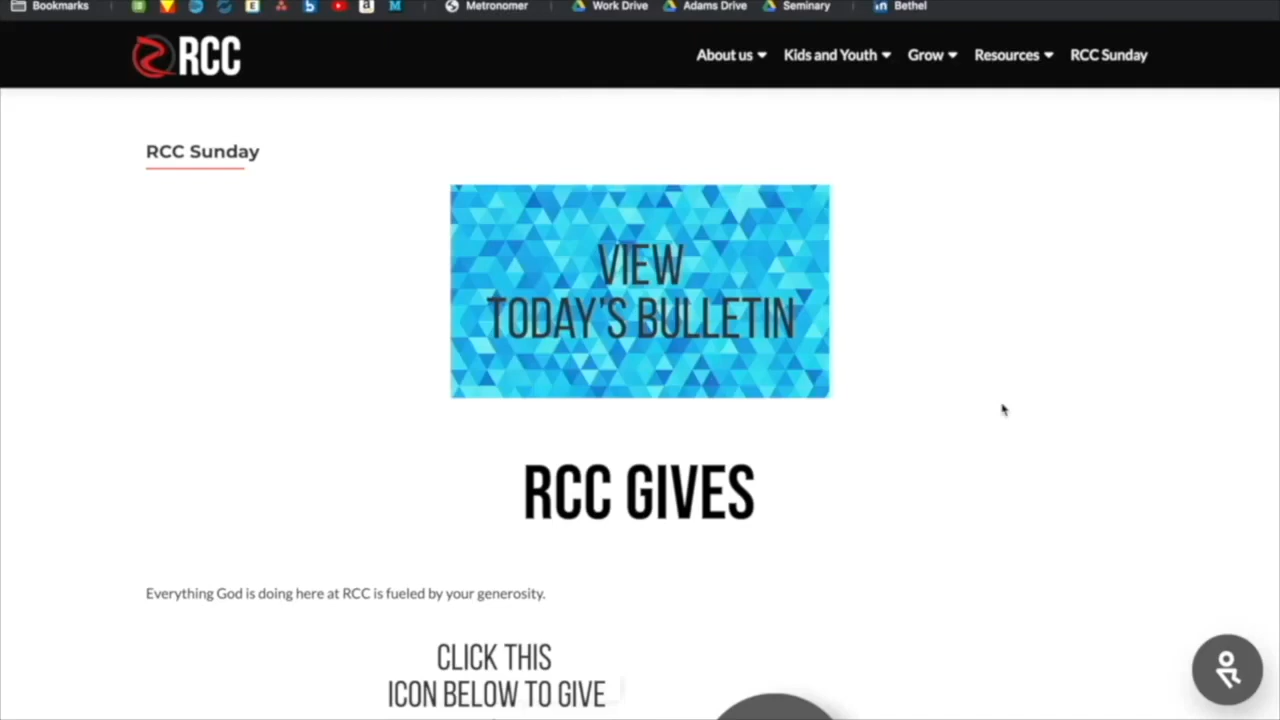 Bookmarks
E
b
a
M
Metronomer
Work Drive
Adams Drive
Seminary
in
Bethel
RCC
About us
Kids and Youth
Grow
Resources
RCC Sunday
RCC Sunday
VIEW
TODAY'S BULLETIN
RCC GIVES
Everything God is doing here at RCC is fueled by your generosity.
CLICK THIS
ICON BELOW TO GIVE